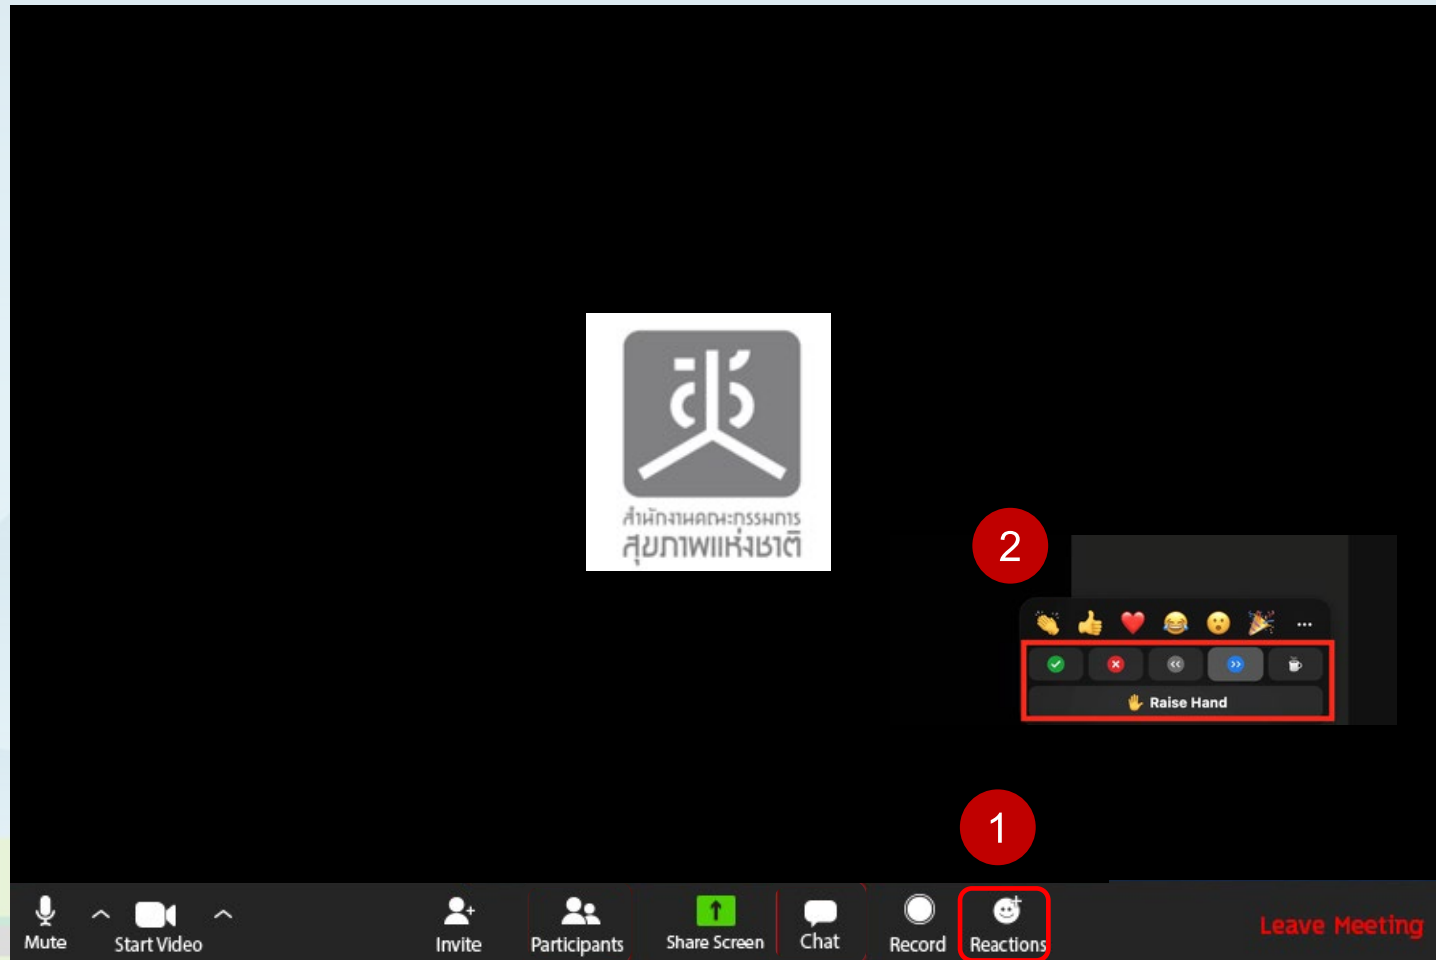 สำนักงานคณะกรรมการ
สุขภาพแห่งชาติ
2
Raise Hand
1
Mute
Start Video
Invite
Participants
Share Screen
Chat
Record
Reactions
Leave Meeting